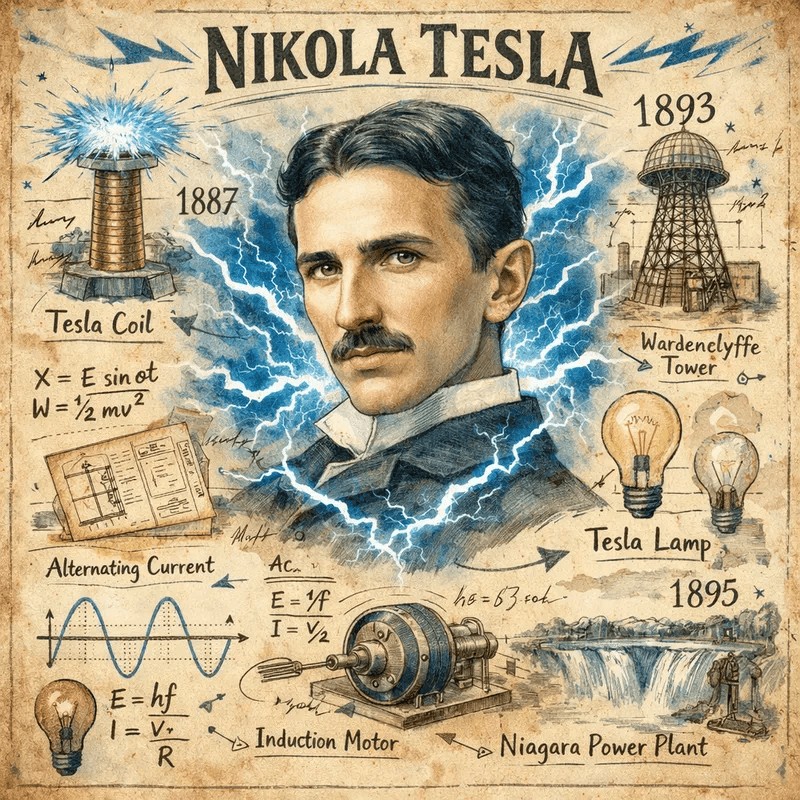 NIKOLA TESLA
1893
1887
Tesla Coil
Wardenclyffe
Tower
X = E sin ot
W = ½ mv²
Tesla Lamp
Alternating Current
Ac.
E = 1/f
I = V/2
1895
E = hf
I = V
R
Induction Motor
Niagara Power Plant